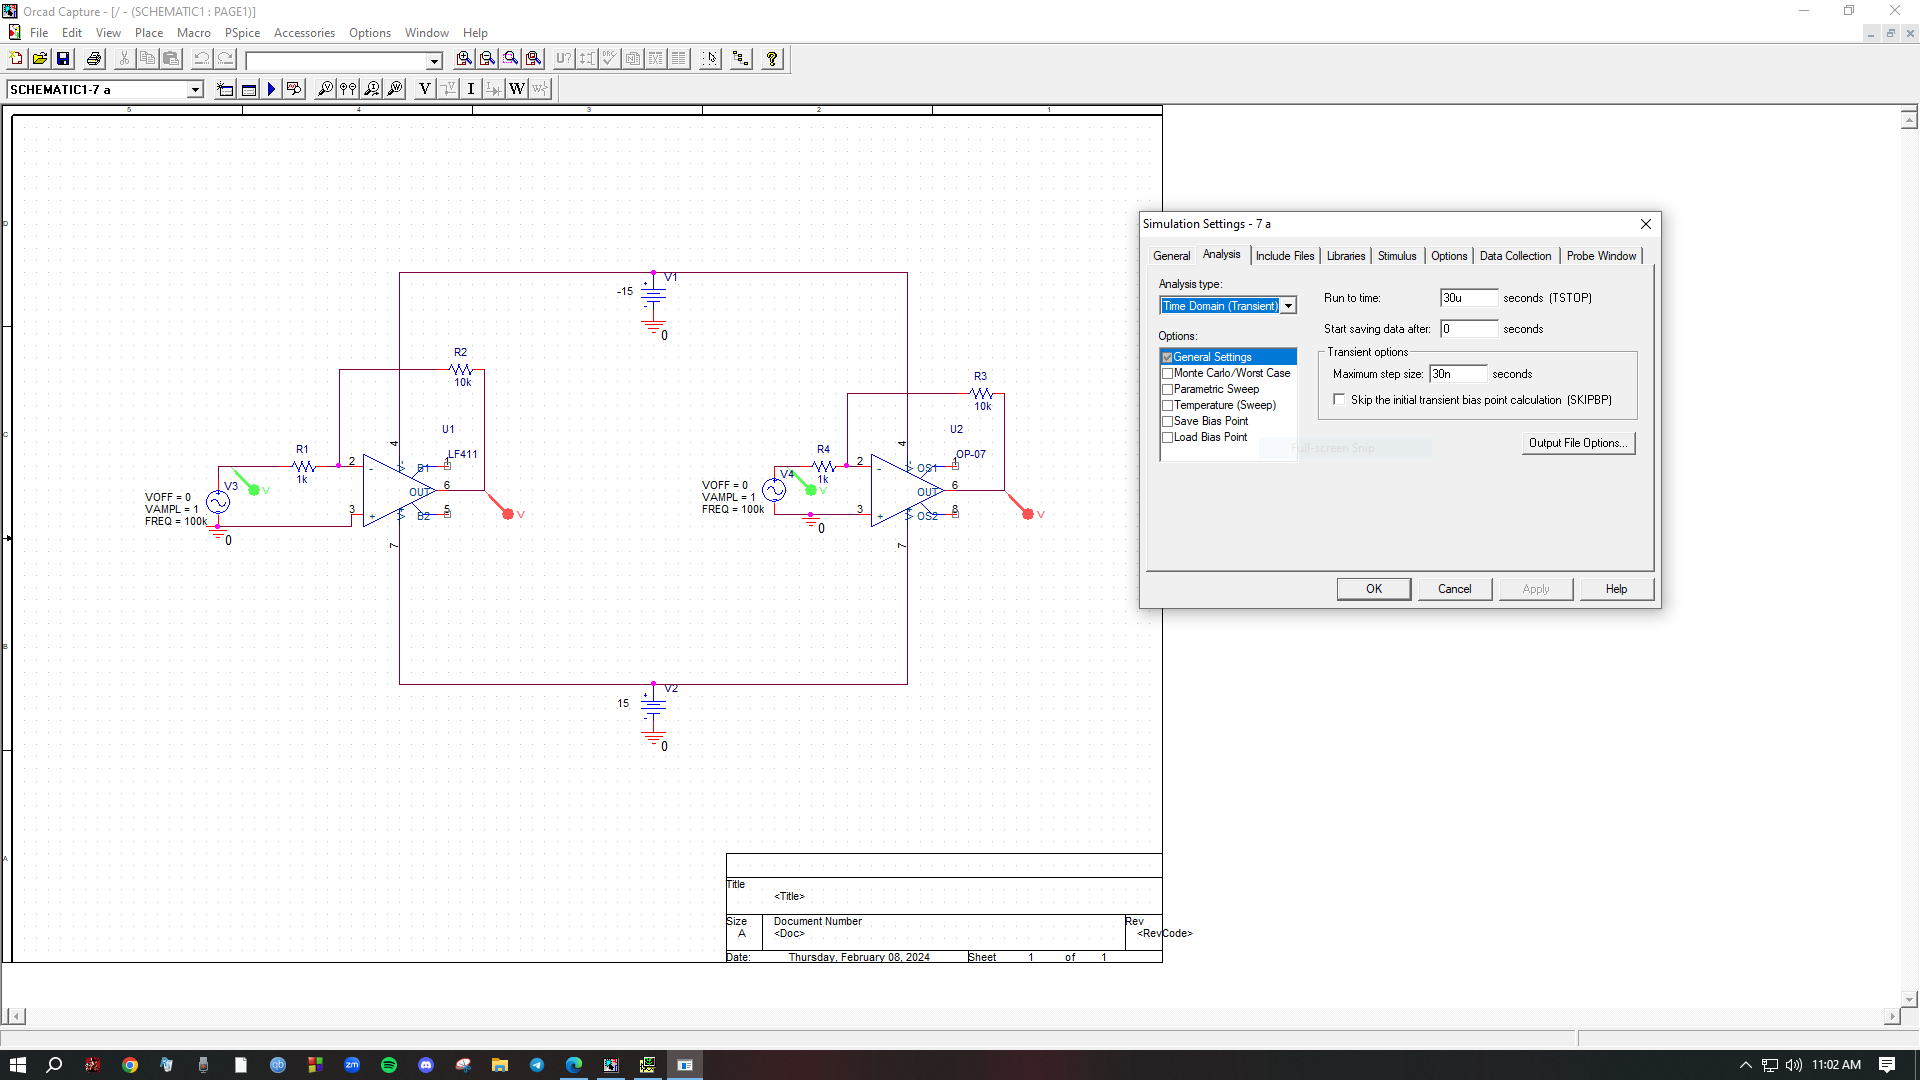 Orcad Capture - [/ - (SCHEMATIC1 : PAGE1)]
File Edit View Place Macro PSpice Accessories Options Window Help
U?
SCHEMATIC1-7 a
V I W
5 4 3 2 1
D
C
B
A
V1
-15
0
R2
10k
R3
10k
U1
U2
4
4
R1
1k
2
-
LF411
B1
1
OUT
6
B2
5
3
+
7
V3
VOFF = 0
VAMPL = 1
FREQ = 100k
0
V
V
R4
1k
2
-
OP-07
OS1
1
OUT
6
OS2
8
3
+
7
V4
VOFF = 0
VAMPL = 1
FREQ = 100k
0
V
V
V2
15
0
Title
<Title>
Size
A
Document Number
<Doc>
Rev
<RevCode>
Date:
Thursday, February 08, 2024
Sheet 1 of 1
Simulation Settings - 7 a
General Analysis Include Files Libraries Stimulus Options Data Collection Probe Window
Analysis type:
Time Domain (Transient)
Options:
General Settings
Monte Carlo/Worst Case
Parametric Sweep
Temperature (Sweep)
Save Bias Point
Load Bias Point
Run to time: 30u seconds (TSTOP)
Start saving data after: 0 seconds
Transient options
Maximum step size: 30n seconds
Skip the initial transient bias point calculation (SKIPBP)
Full-screen Snip
Output File Options...
OK Cancel Apply Help
qb
zm
11:02 AM